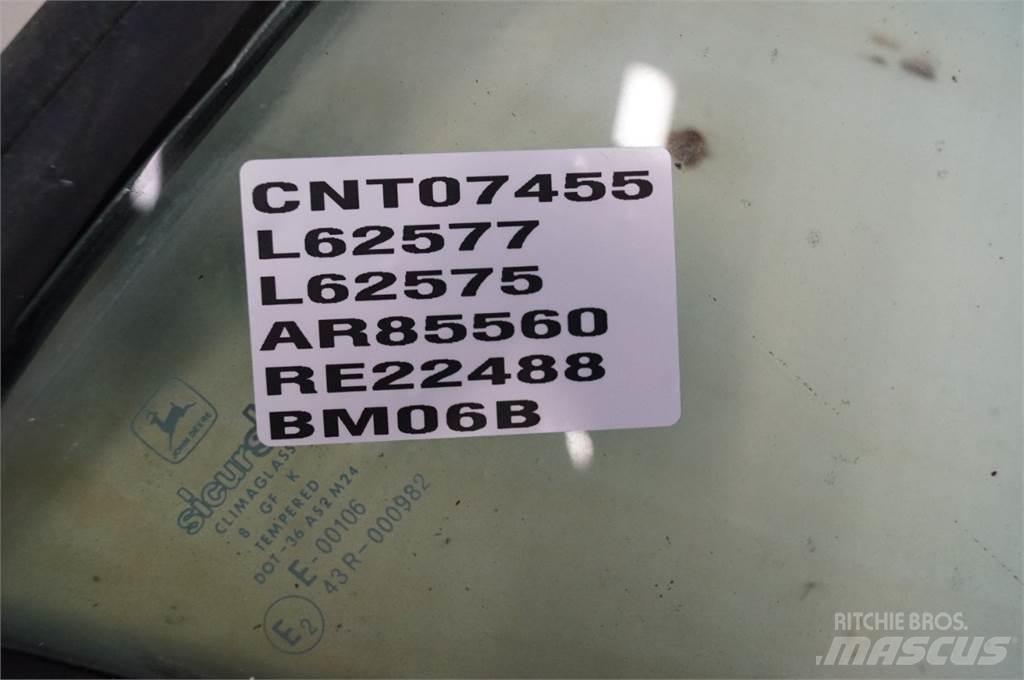 CNT07455
L62577
L62575
AR85560
RE22488
BM06B
JOHN DEERE
CLIMAGLASS
8 GF K
TEMPERED
DOT-36 AS2 M24
E-00106
43R-000982
E2
RITCHIE BROS.
MASCUS